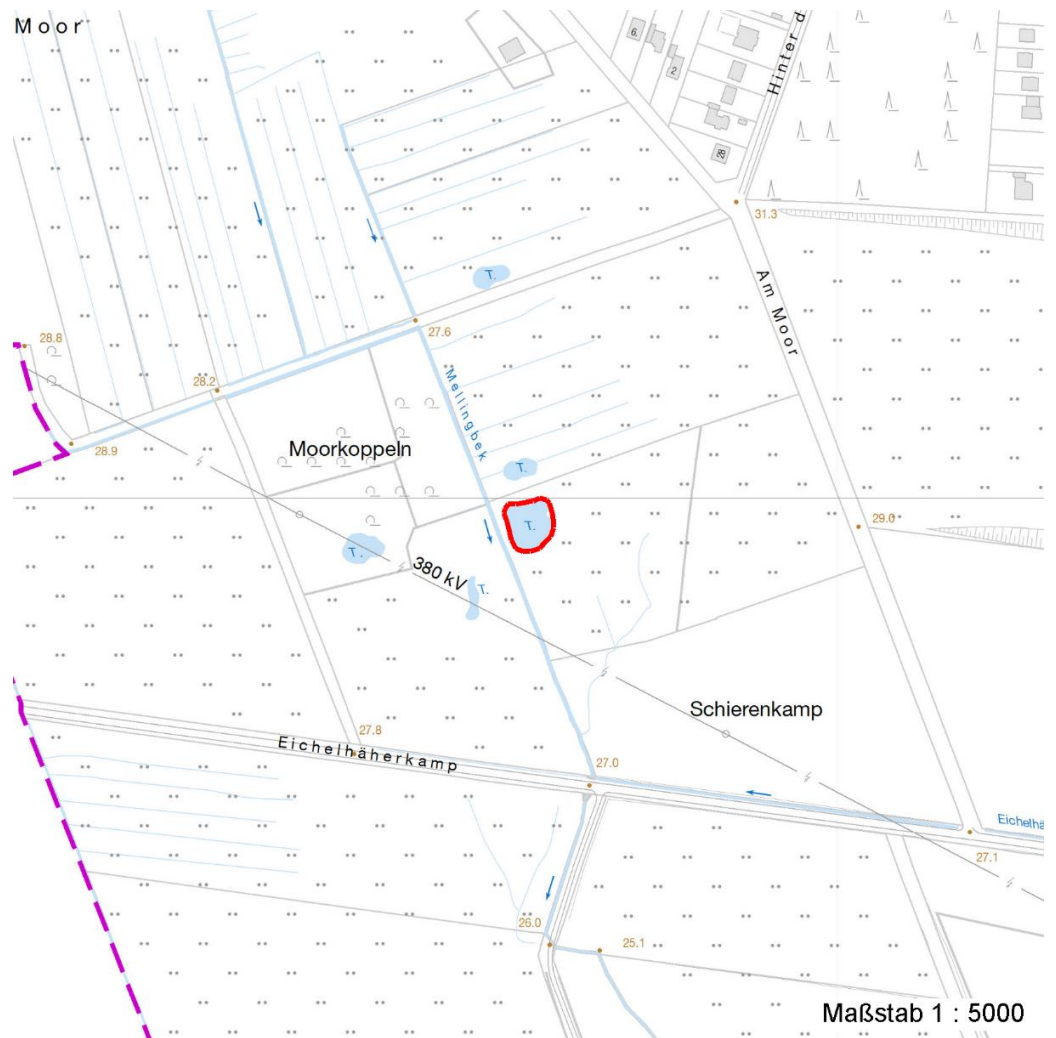 Moor
6.
2
28
Hinter d
31.3
T.
Am Moor
27.6
28.8
28.2
Mellingbek
28.9
Moorkoppeln
T.
T.
29.0
T.
380 kV
T.
Schierenkamp
27.8
Eichelhäherkamp
27.0
Eichelhä
27.1
26.0
25.1
Maßstab 1 : 5000